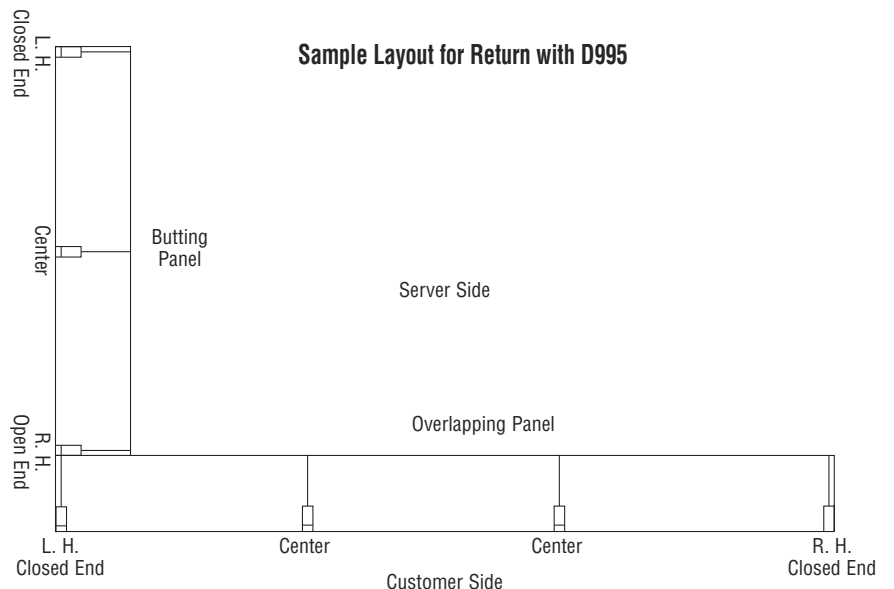 Sample Layout for Return with D995
L. H.
Closed End
Center
Butting
Panel
Server Side
Overlapping Panel
R. H.
Open End
L. H.
Closed End
Center
Center
R. H.
Closed End
Customer Side